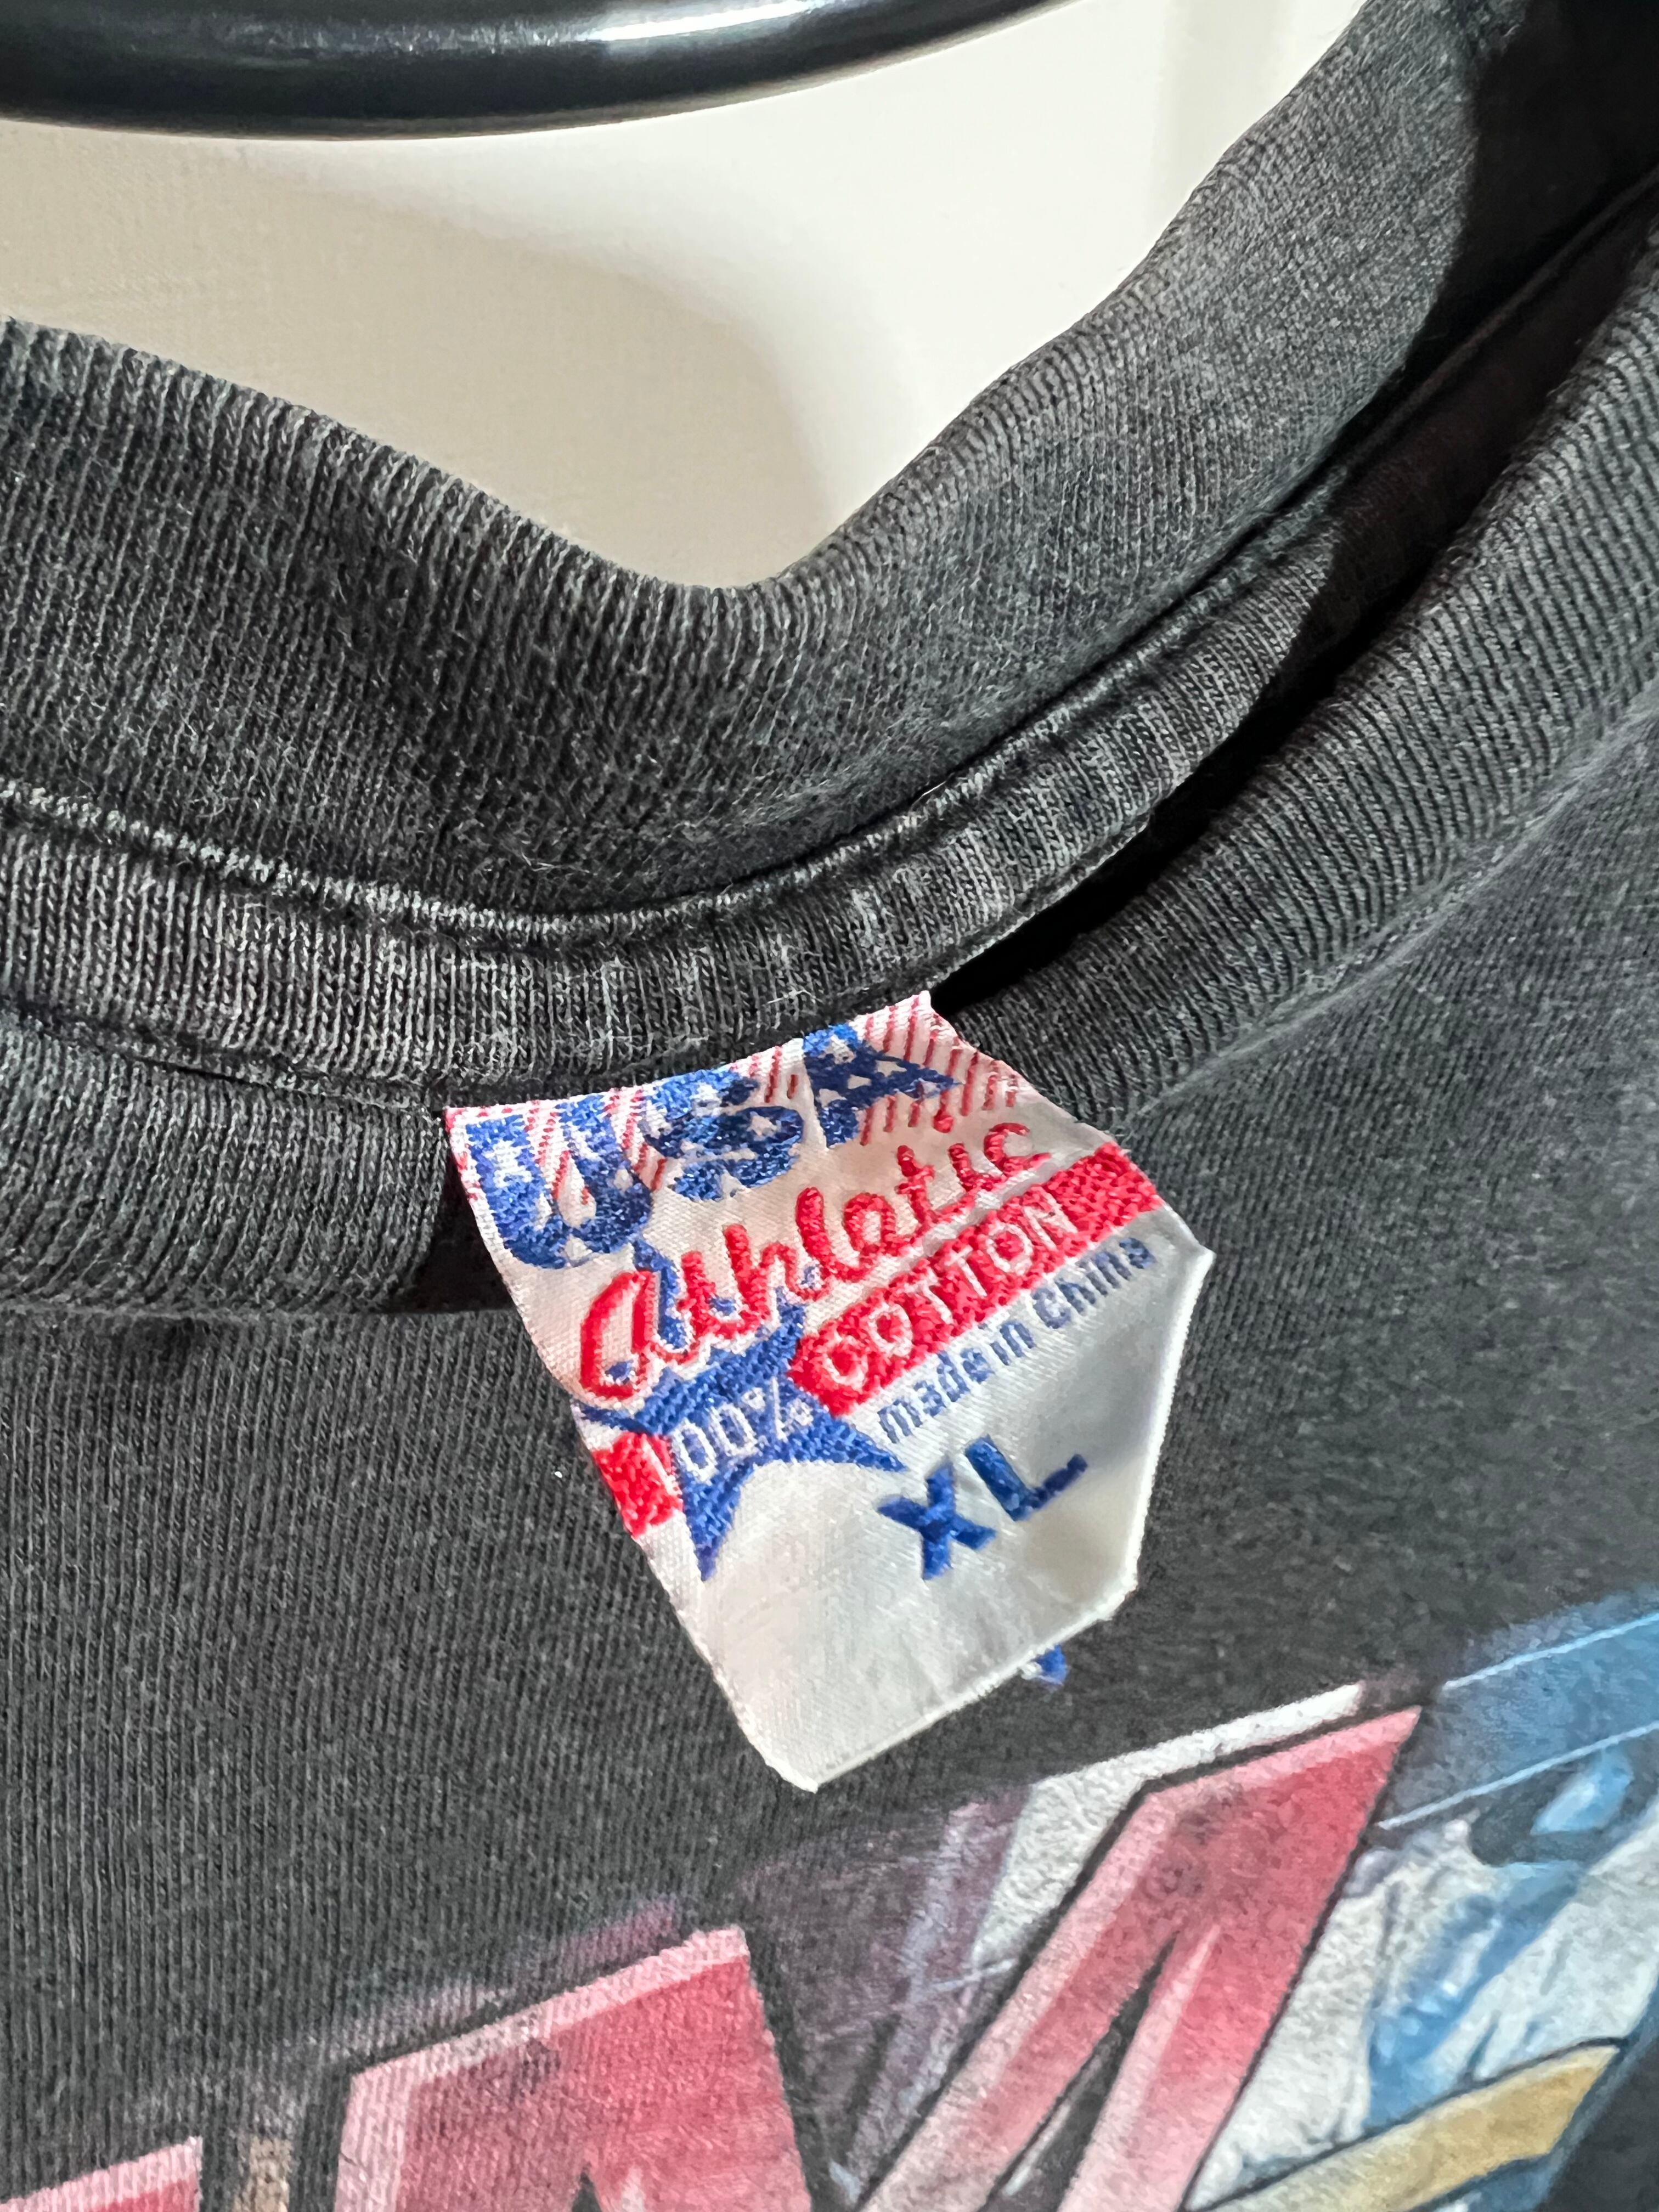 USA
Athletic
100% COTTON
made in China
XL